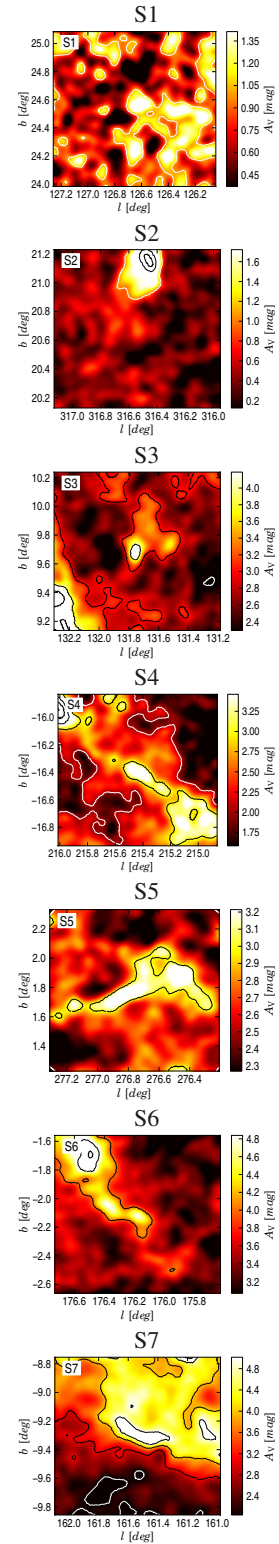 S1
S1
25.0
24.8
24.6
24.4
24.2
24.0
b [deg]
127.2 127.0 126.8 126.6 126.4 126.2
l [deg]
1.35
1.20
1.05
0.90
0.75
0.60
0.45
A_V [mag]
S2
S2
21.2
21.0
20.8
20.6
20.4
20.2
b [deg]
317.0 316.8 316.6 316.4 316.2 316.0
l [deg]
1.6
1.4
1.2
1.0
0.8
0.6
0.4
0.2
A_V [mag]
S3
S3
10.2
10.0
9.8
9.6
9.4
9.2
b [deg]
132.2 132.0 131.8 131.6 131.4 131.2
l [deg]
4.0
3.8
3.6
3.4
3.2
3.0
2.8
2.6
2.4
A_V [mag]
S4
S4
−16.0
−16.2
−16.4
−16.6
−16.8
b [deg]
216.0 215.8 215.6 215.4 215.2 215.0
l [deg]
3.25
3.00
2.75
2.50
2.25
2.00
1.75
A_V [mag]
S5
S5
2.2
2.0
1.8
1.6
1.4
b [deg]
277.2 277.0 276.8 276.6 276.4
l [deg]
3.2
3.1
3.0
2.9
2.8
2.7
2.6
2.5
2.4
2.3
A_V [mag]
S6
S6
−1.6
−1.8
−2.0
−2.2
−2.4
−2.6
b [deg]
176.6 176.4 176.2 176.0 175.8
l [deg]
4.8
4.6
4.4
4.2
4.0
3.8
3.6
3.4
3.2
A_V [mag]
S7
S7
−8.8
−9.0
−9.2
−9.4
−9.6
−9.8
b [deg]
162.0 161.8 161.6 161.4 161.2 161.0
l [deg]
4.8
4.4
4.0
3.6
3.2
2.8
2.4
A_V [mag]